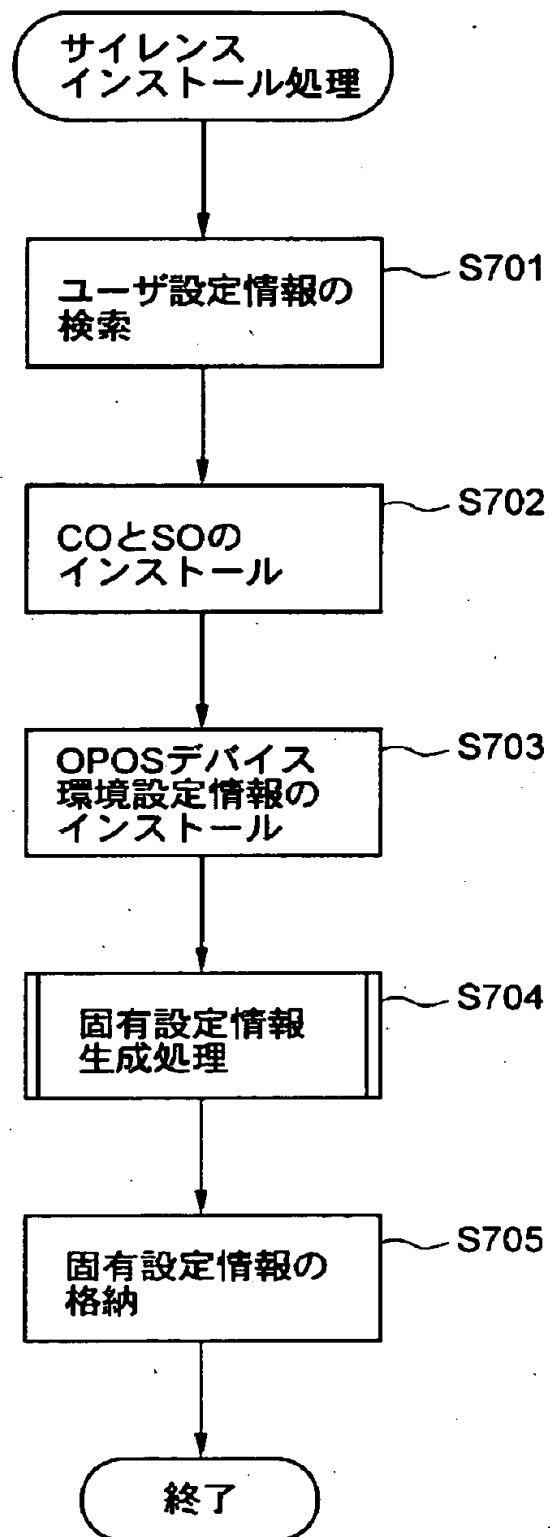 サイレンス
インストール処理
ユーザ設定情報の
検索
S701
COとSOの
インストール
S702
OPOSデバイス
環境設定情報の
インストール
S703
固有設定情報
生成処理
S704
固有設定情報の
格納
S705
終了